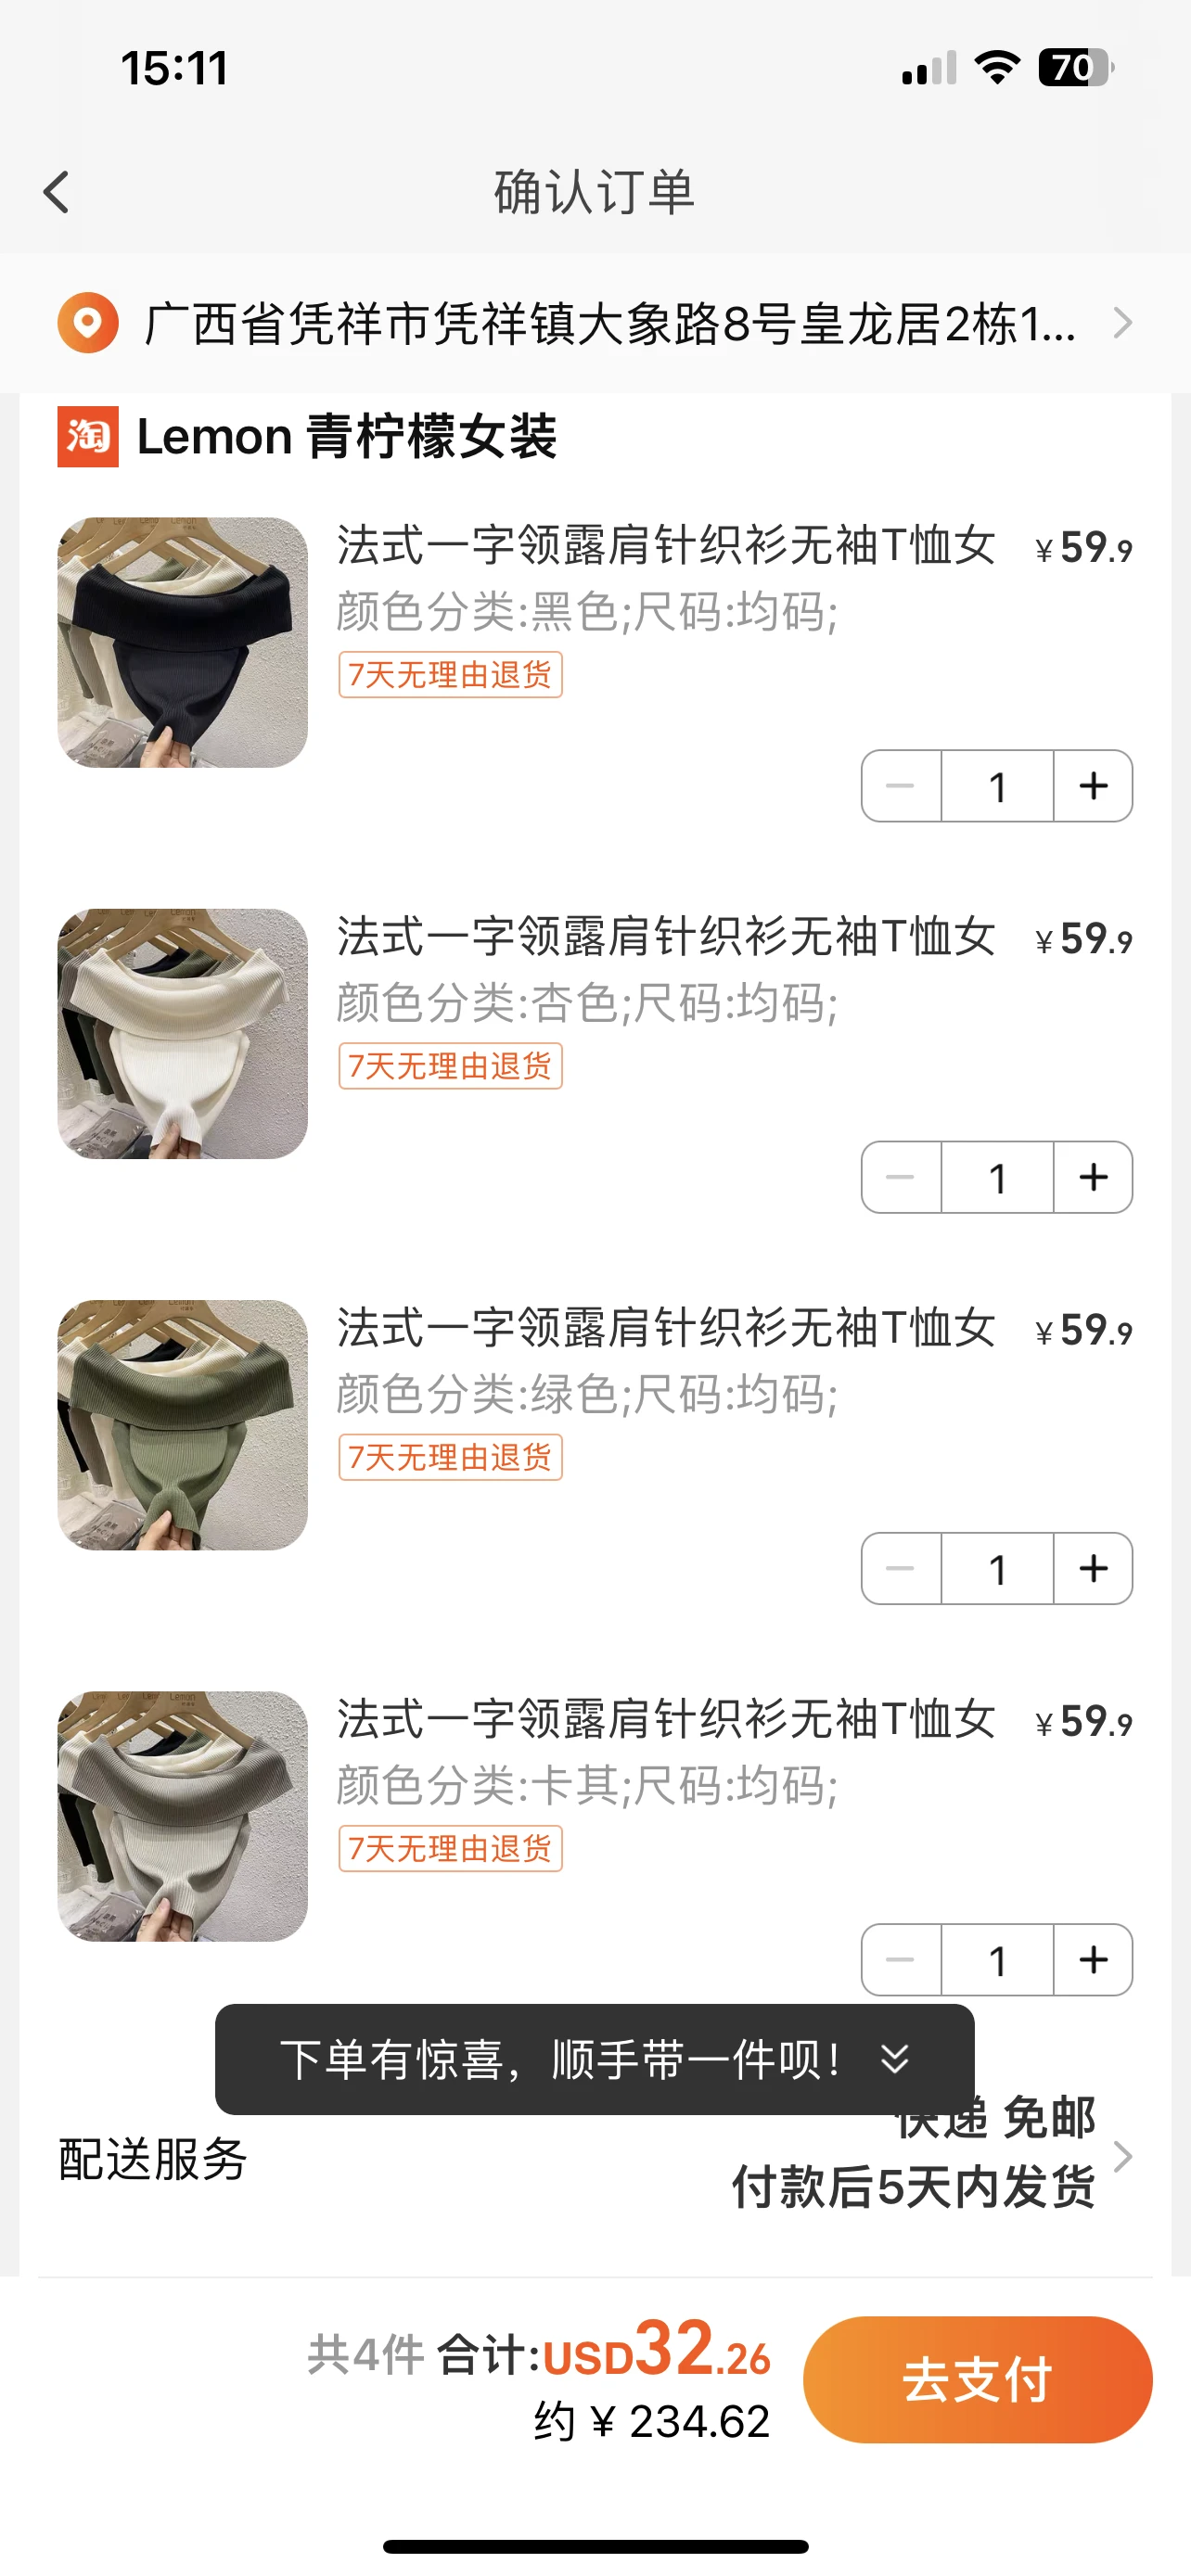 15:11
70
确认订单
广西省凭祥市凭祥镇大象路8号皇龙居2栋1...
淘 Lemon 青柠檬女装
法式一字领露肩针织衫无袖T恤女 ¥59.9
颜色分类:黑色;尺码:均码;
7天无理由退货
1
法式一字领露肩针织衫无袖T恤女 ¥59.9
颜色分类:杏色;尺码:均码;
7天无理由退货
1
法式一字领露肩针织衫无袖T恤女 ¥59.9
颜色分类:绿色;尺码:均码;
7天无理由退货
1
法式一字领露肩针织衫无袖T恤女 ¥59.9
颜色分类:卡其;尺码:均码;
7天无理由退货
1
下单有惊喜，顺手带一件呗！
快递 免邮
配送服务
付款后5天内发货
共4件 合计:USD32.26
去支付
约 ¥ 234.62